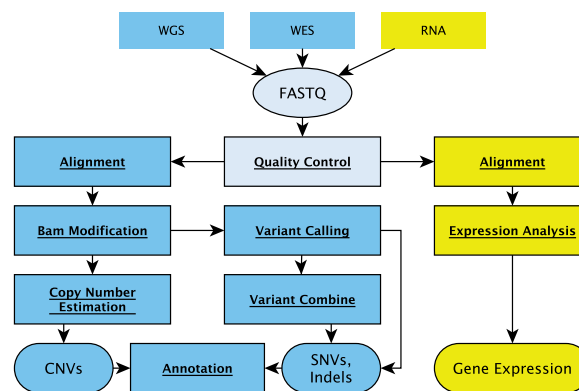 WGS
WES
RNA
FASTQ
Alignment
Quality Control
Alignment
Bam Modification
Variant Calling
Expression Analysis
Copy Number
Estimation
Variant Combine
CNVs
Annotation
SNVs,
Indels
Gene Expression